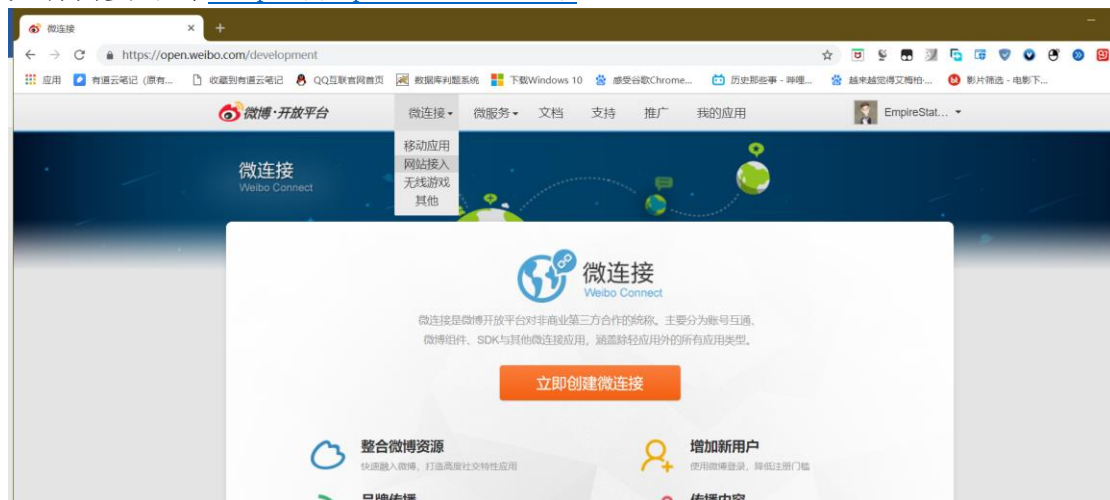 微连接
https://open.weibo.com/development
应用
有道云笔记 (原有...
收藏到有道云笔记
QQ互联官网首页
数据库判题系统
下载Windows 10
感受谷歌Chrome...
历史那些事 - 哔哩...
越来越觉得艾梅柏...
影片筛选 - 电影下...
微博·开放平台
微连接
微服务
文档
支持
推广
我的应用
EmpireStat...
移动应用
网站接入
无线游戏
其他
微连接
Weibo Connect
微连接
Weibo Connect
微连接是微博开放平台对非商业第三方合作的统称。主要分为账号互通、
微博组件、SDK与其他微连接应用，涵盖除轻应用外的所有应用类型。
立即创建微连接
整合微博资源
快速融入微博，打造高度社交特性应用
增加新用户
使用微博登录，降低注册门槛
品牌传播
传播内容